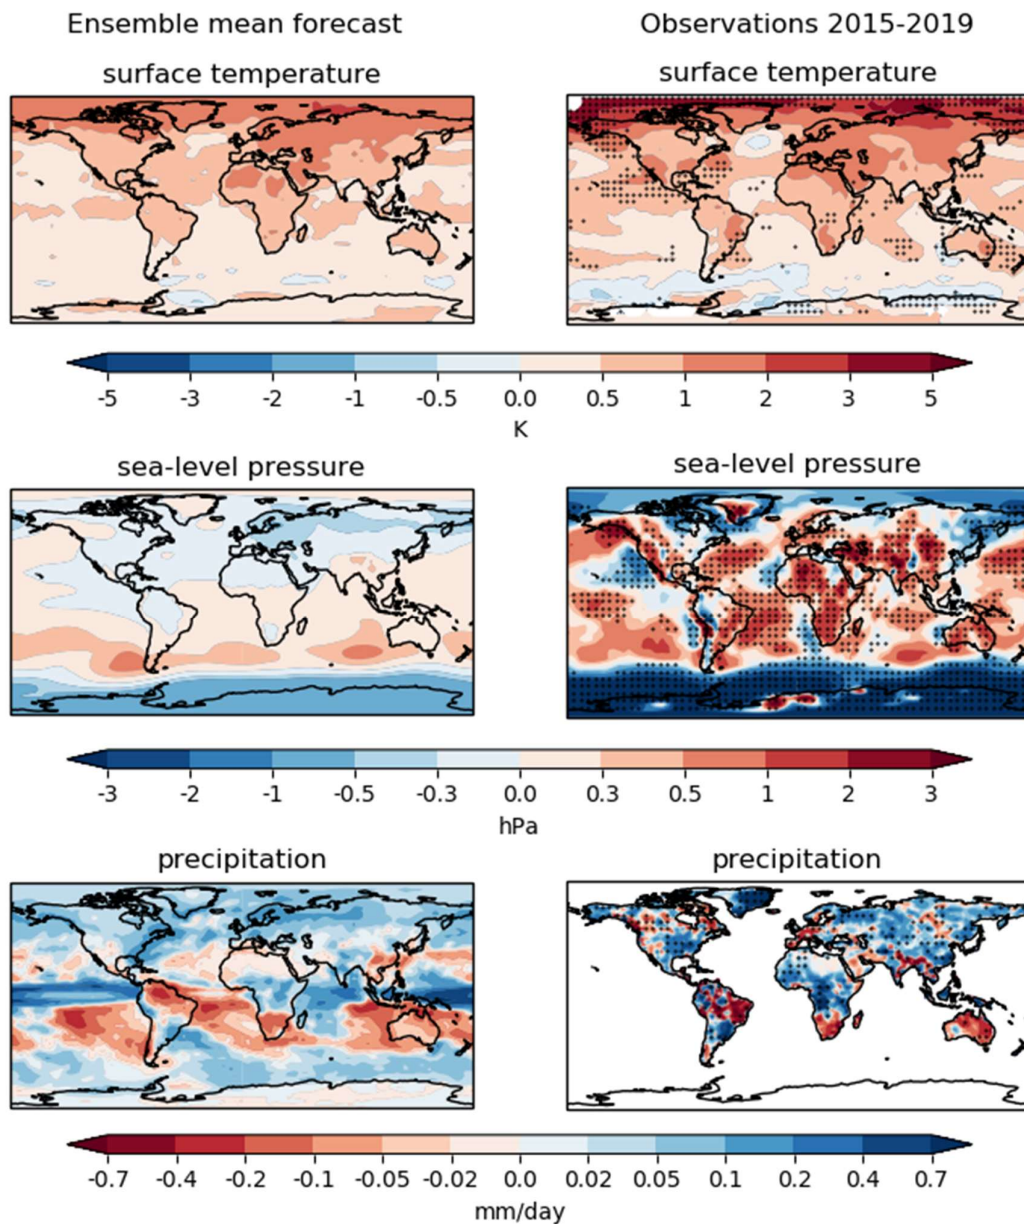 Ensemble mean forecast Observations 2015-2019
surface temperature surface temperature
-5 -3 -2 -1 -0.5 0.0 0.5 1 2 3 5
K
sea-level pressure sea-level pressure
-3 -2 -1 -0.5 -0.3 0.0 0.3 0.5 1 2 3
hPa
precipitation precipitation
-0.7 -0.4 -0.2 -0.1 -0.05 -0.02 0.0 0.02 0.05 0.1 0.2 0.4 0.7
mm/day